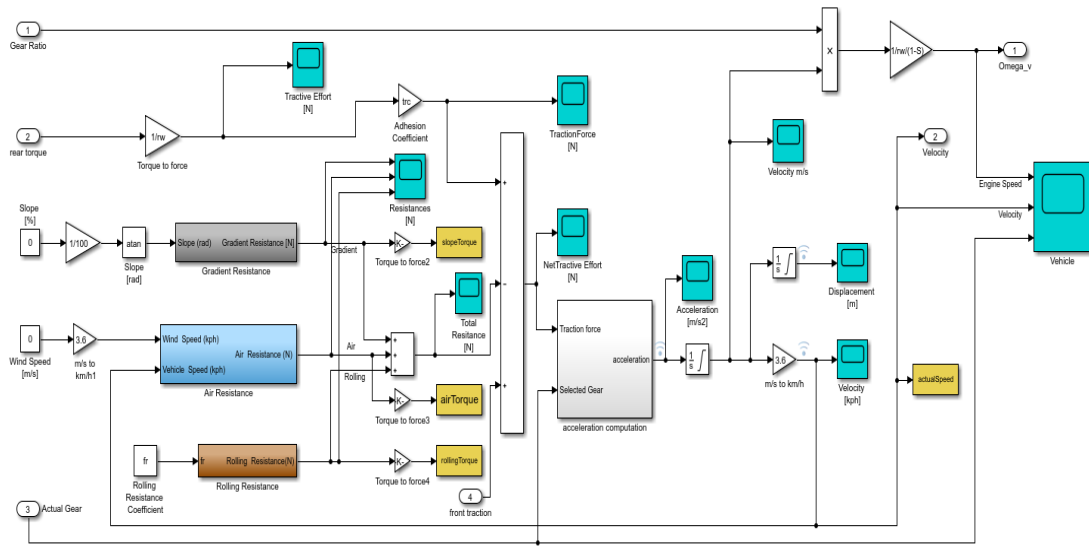 1
Gear Ratio
X
1/rw/(1-S)
1
Omega_v
Tractive Effort
[N]
trc
Adhesion
Coefficient
TractionForce
[N]
2
rear torque
1/rw
Torque to force
Velocity m/s
2
Velocity
Engine Speed
Velocity
Vehicle
Resistances
[N]
+
Slope
[%]
0
1/100
atan
Slope
[rad]
Slope (rad)
Gradient Resistance [N]
Gradient Resistance
Gradient
K-
Torque to force2
slopeTorque
NetTractive Effort
[N]
1
s
Displacement
[m]
Acceleration
[m/s2]
−
Total
Resitance
[N]
0
Wind Speed
[m/s]
3.6
m/s to
km/h1
Wind Speed (kph)
Air Resistance (N)
Vehicle Speed (kph)
Air Resistance
Air
Rolling
+
+
+
Traction force
acceleration
Selected Gear
acceleration computation
1
s
3.6
m/s to km/h
Velocity
[kph]
actualSpeed
+
K-
Torque to force3
airTorque
fr
Rolling
Resistance
Coefficient
fr
Rolling Resistance(N)
Rolling Resistance
K-
Torque to force4
rollingTorque
4
front traction
3
Actual Gear